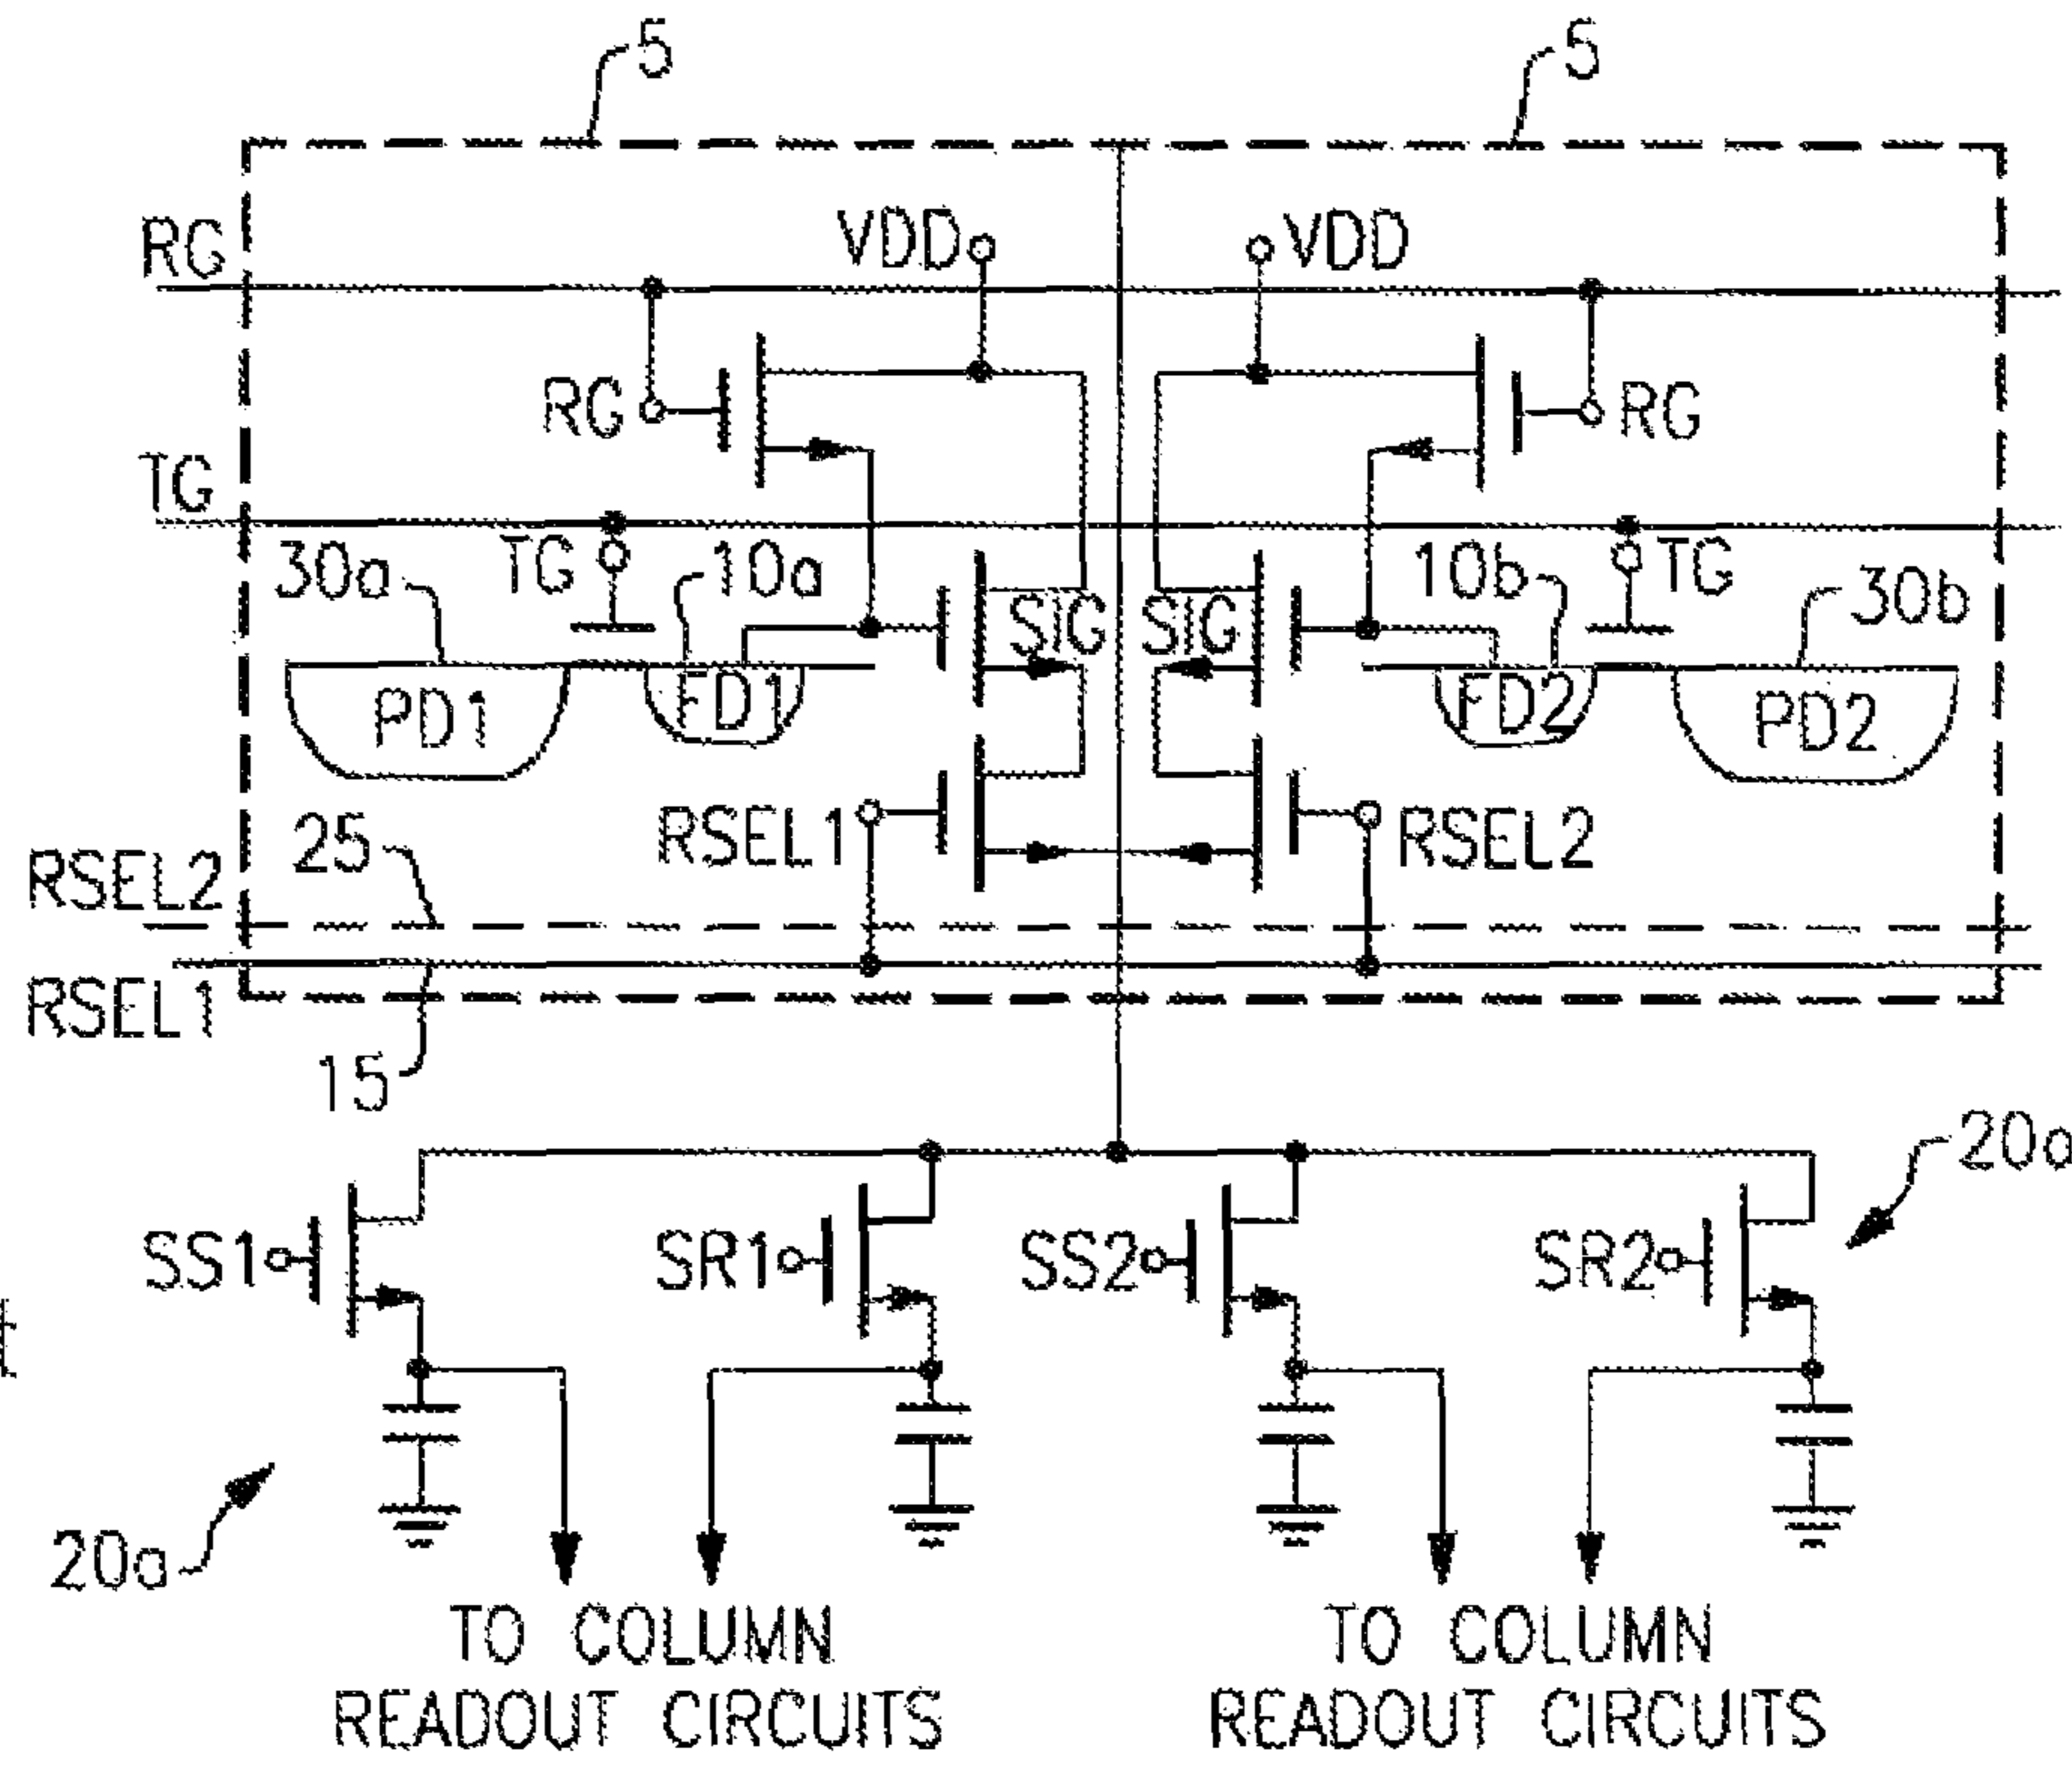 5 5
RG VDD VDD
RG RG
TG
30a TG 10a SIG SIG 10b TG 30b
PD1 FD1 FD2 PD2
25 RSEL1 RSEL2
RSEL2
RSEL1
15
20a
SS1 SR1 SS2 SR2
20a
TO COLUMN TO COLUMN
READOUT CIRCUITS READOUT CIRCUITS